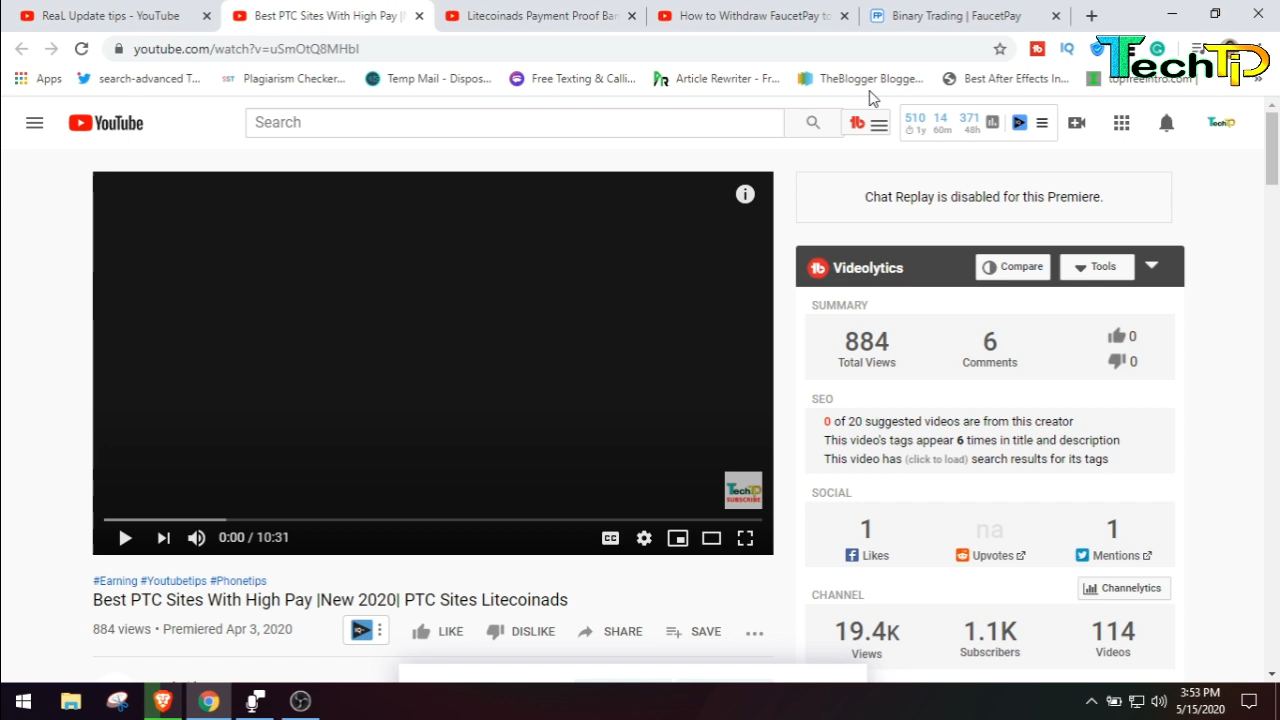 ReaL Update tips - YouTube
Best PTC Sites With High Pay |
Litecoinads Payment Proof
How to Withdraw FaucetPay to
Binary Trading | FaucetPay
youtube.com/watch?v=uSmOtQ8MHbI
IQ
Apps
search-advanced T...
SST Plagiarism Checker...
Temp Mail - Dispos...
Free Texting & Calli...
Article Rewriter - Fr...
TheBlogger Blogge...
Best After Effects In...
topfreeintro.com |
TechTip
YouTube
Search
510 14 371
1y 60m 48h
TechTip
Chat Replay is disabled for this Premiere.
Videolytics
Compare
Tools
SUMMARY
884
Total Views
6
Comments
0
0
SEO
0 of 20 suggested videos are from this creator
This video's tags appear 6 times in title and description
This video has (click to load) search results for its tags
SOCIAL
1
Likes
na
Upvotes
1
Mentions
Channelytics
CHANNEL
19.4K
Views
1.1K
Subscribers
114
Videos
TechTip
SUBSCRIBE
0:00 / 10:31
CC
#Earning #Youtubetips #Phonetips
Best PTC Sites With High Pay |New 2020| PTC Sites Litecoinads
884 views • Premiered Apr 3, 2020
LIKE
DISLIKE
SHARE
SAVE
3:53 PM
5/15/2020